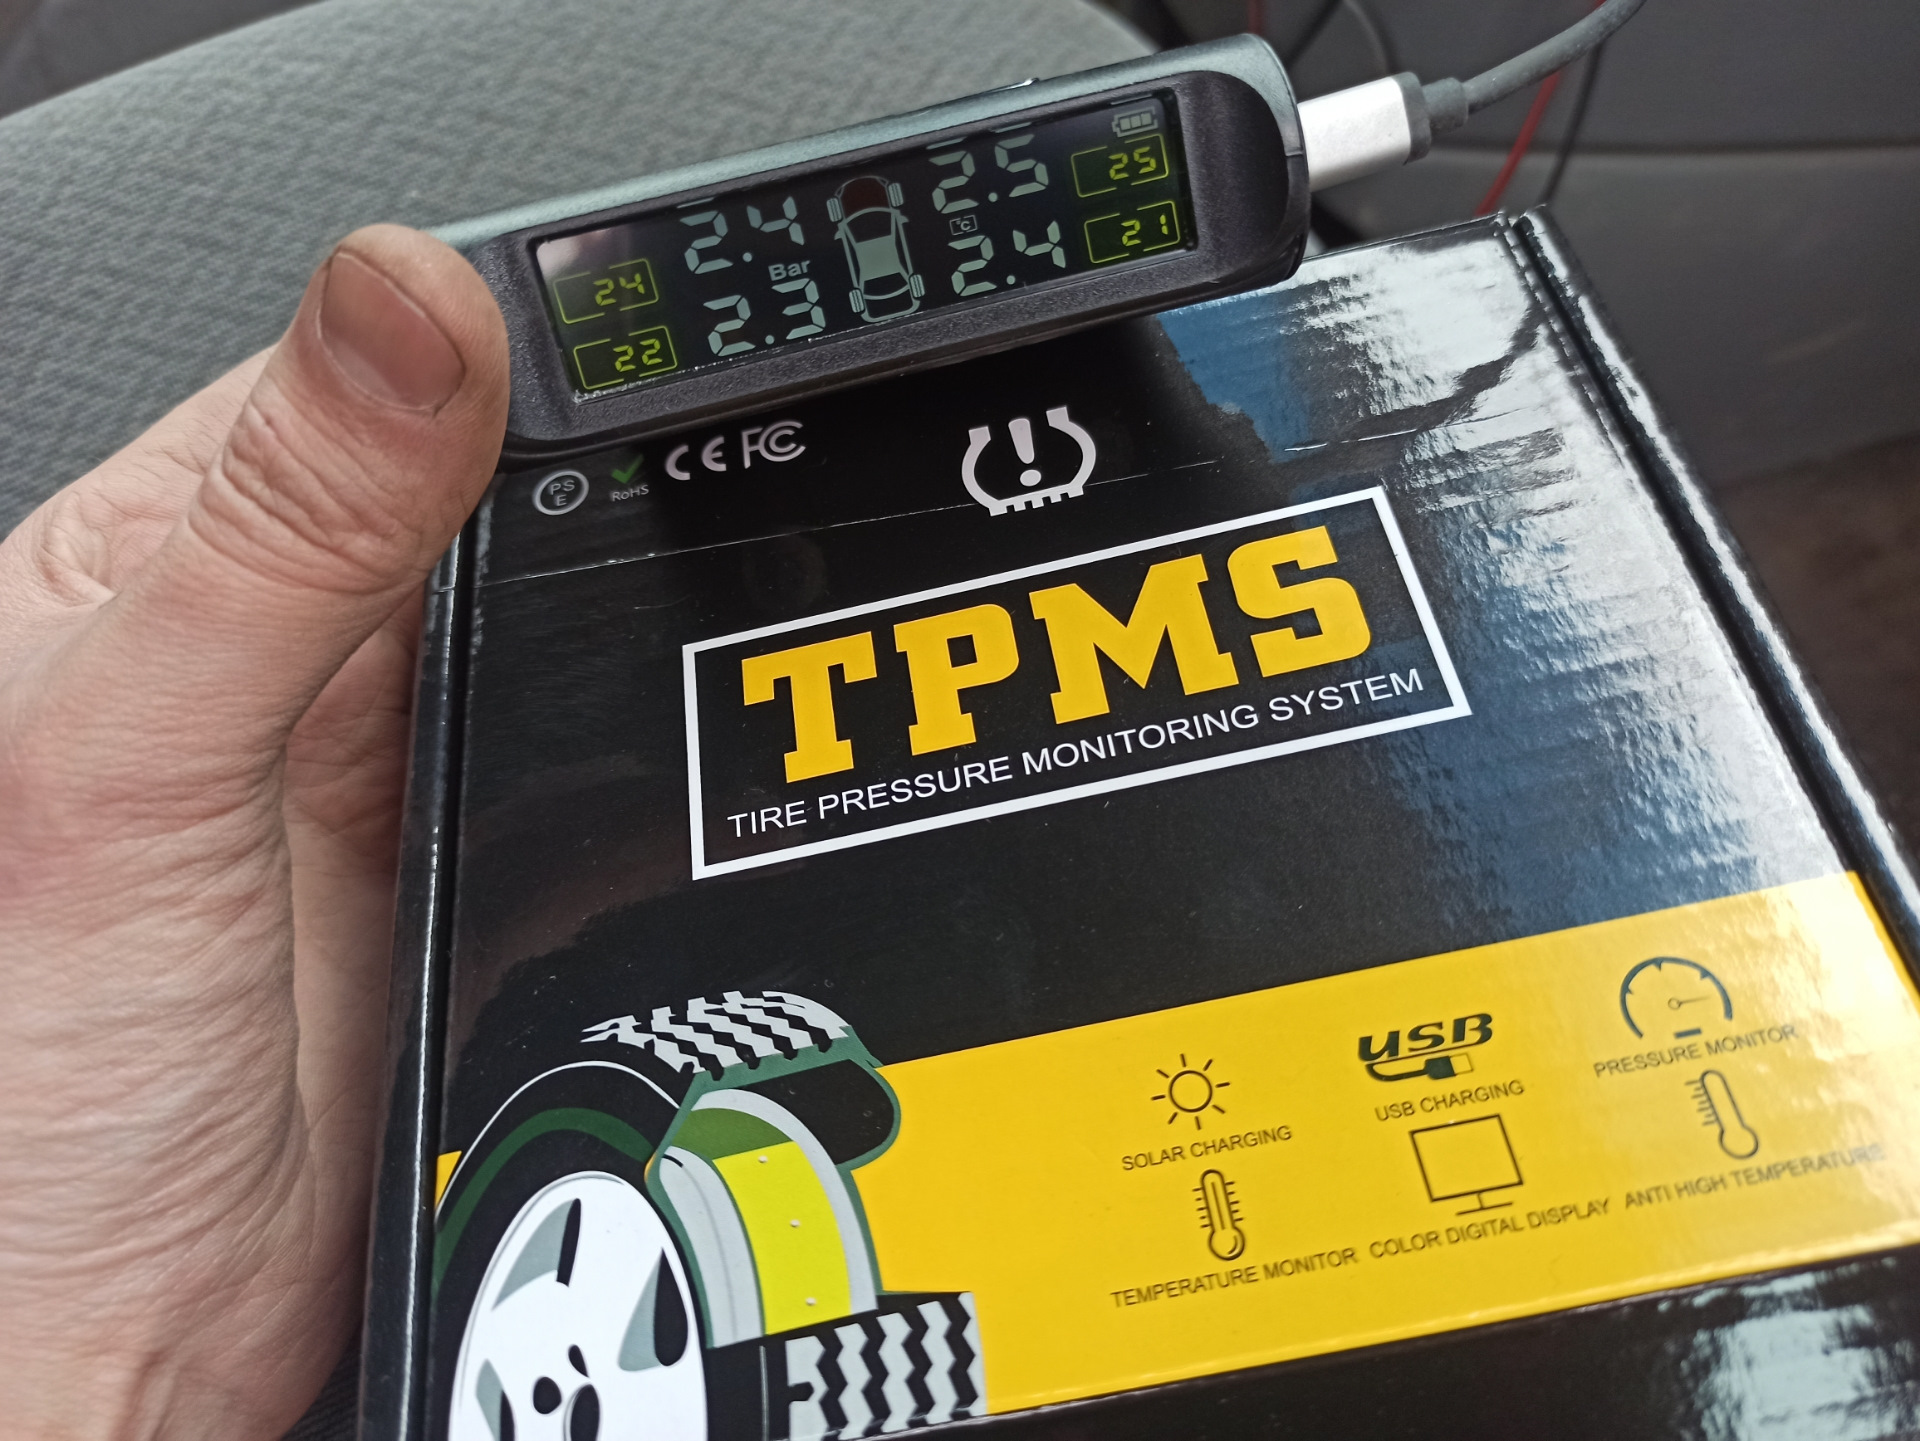 24 2.4 2.5 25
Bar °C
22 2.3 2.4 21
PS
E
RoHS
CE FC
TPMS
TIRE PRESSURE MONITORING SYSTEM
SOLAR CHARGING
USB
USB CHARGING
PRESSURE MONITOR
TEMPERATURE MONITOR
COLOR DIGITAL DISPLAY
ANTI HIGH TEMPERATURE